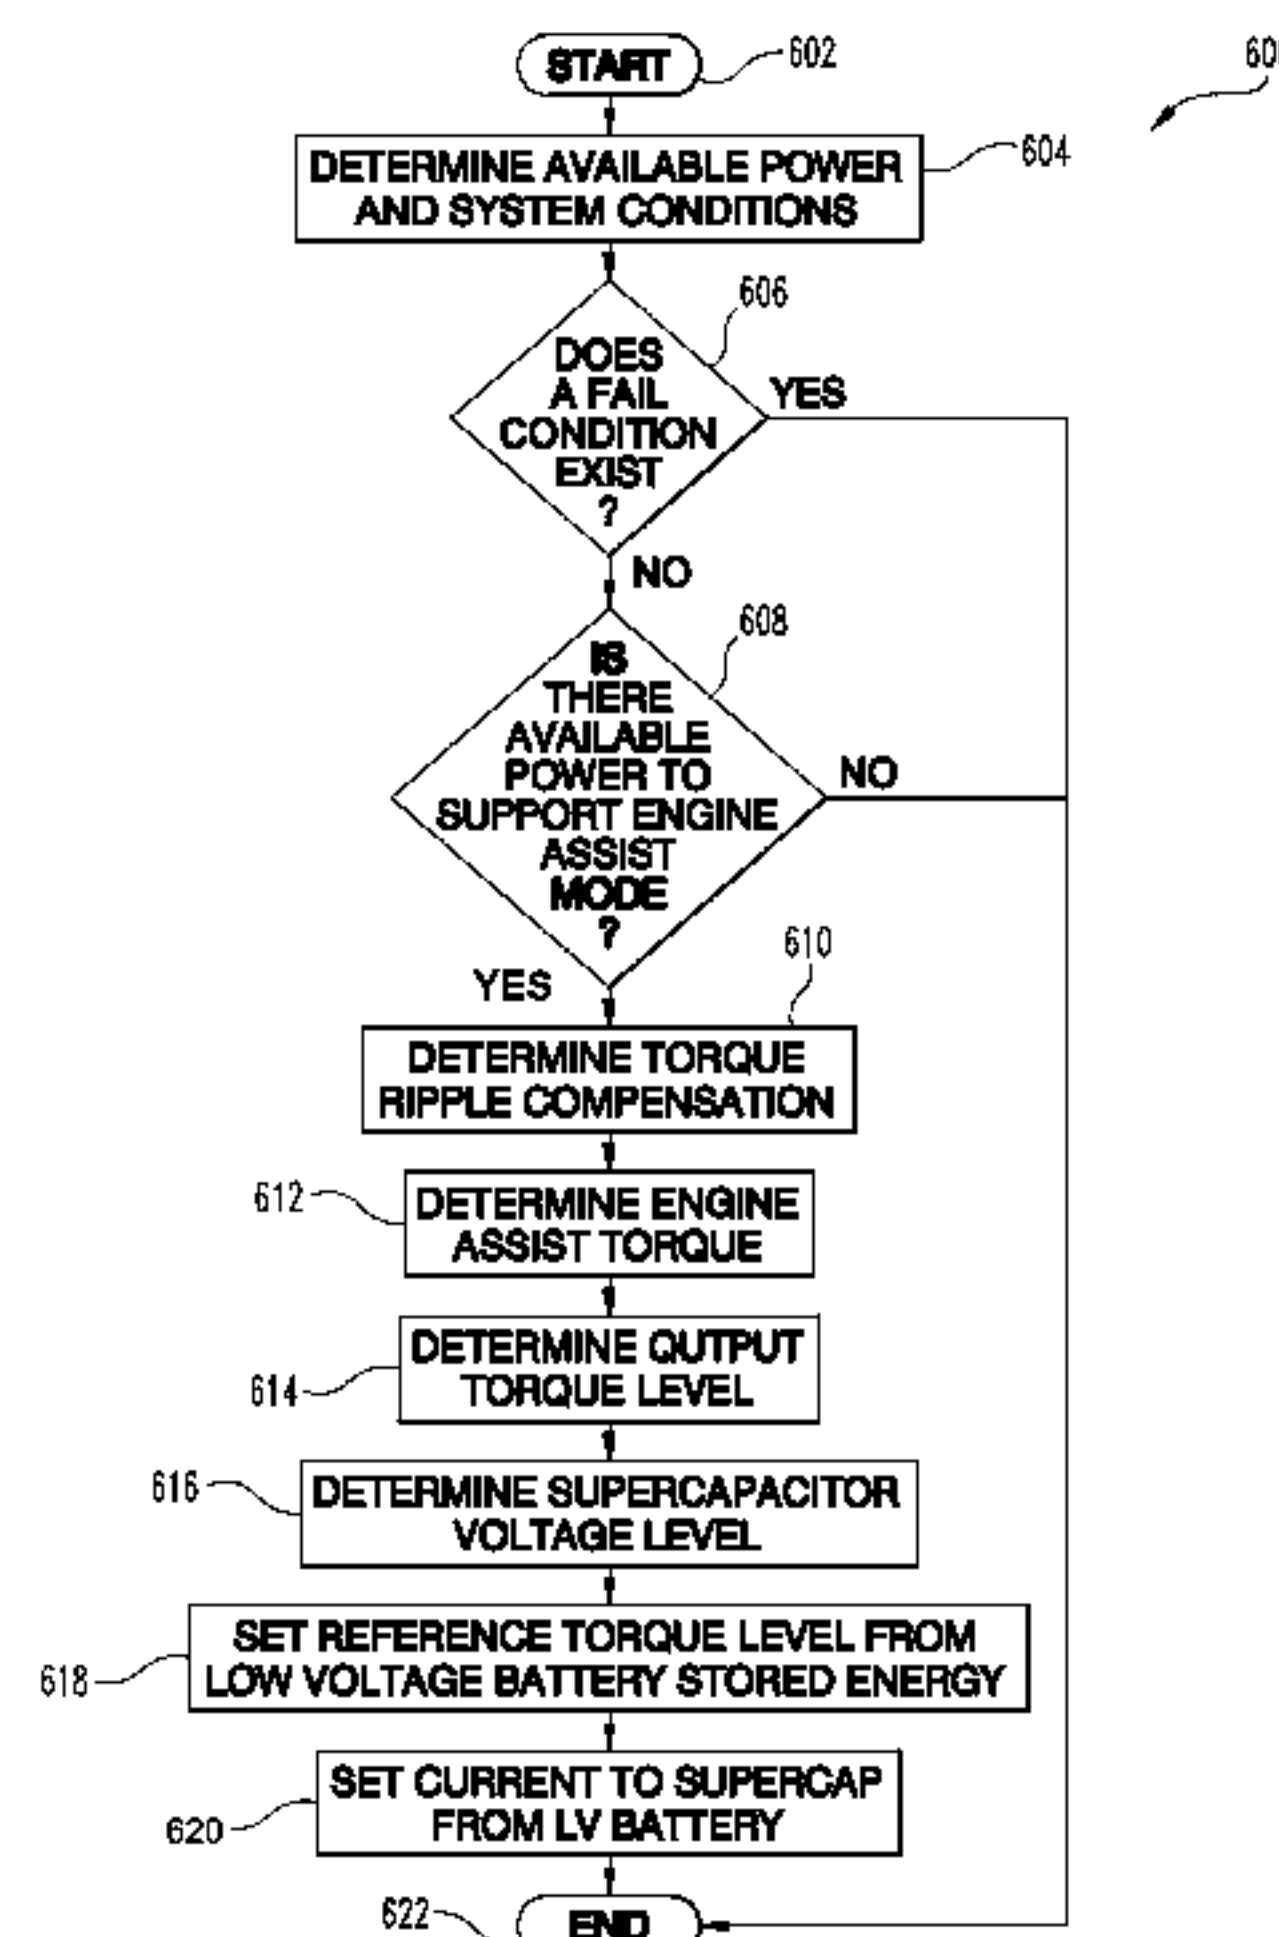 START
602
604
DETERMINE AVAILABLE POWER
AND SYSTEM CONDITIONS
606
DOES
A FAIL
CONDITION
EXIST
?
YES
NO
608
IS
THERE
AVAILABLE
POWER TO
SUPPORT ENGINE
ASSIST
MODE
?
NO
YES
610
DETERMINE TORQUE
RIPPLE COMPENSATION
612
DETERMINE ENGINE
ASSIST TORQUE
614
DETERMINE QUTPUT
TORQUE LEVEL
616
DETERMINE SUPERCAPACITOR
VOLTAGE LEVEL
618
SET REFERENCE TORQUE LEVEL FROM
LOW VOLTAGE BATTERY STORED ENERGY
620
SET CURRENT TO SUPERCAP
FROM LV BATTERY
622
END